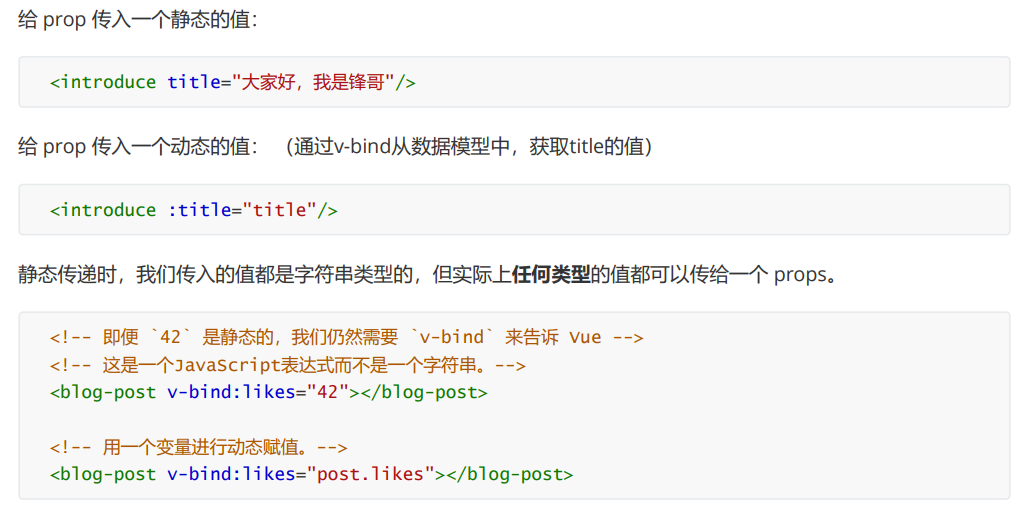 给 prop 传入一个静态的值：
<introduce title="大家好，我是锋哥"/>
给 prop 传入一个动态的值： （通过v-bind从数据模型中，获取title的值）
<introduce :title="title"/>
静态传递时，我们传入的值都是字符串类型的，但实际上任何类型的值都可以传给一个 props。
<!-- 即便 `42` 是静态的，我们仍然需要 `v-bind` 来告诉 Vue -->
<!-- 这是一个JavaScript表达式而不是一个字符串。-->
<blog-post v-bind:likes="42"></blog-post>
<!-- 用一个变量进行动态赋值。-->
<blog-post v-bind:likes="post.likes"></blog-post>